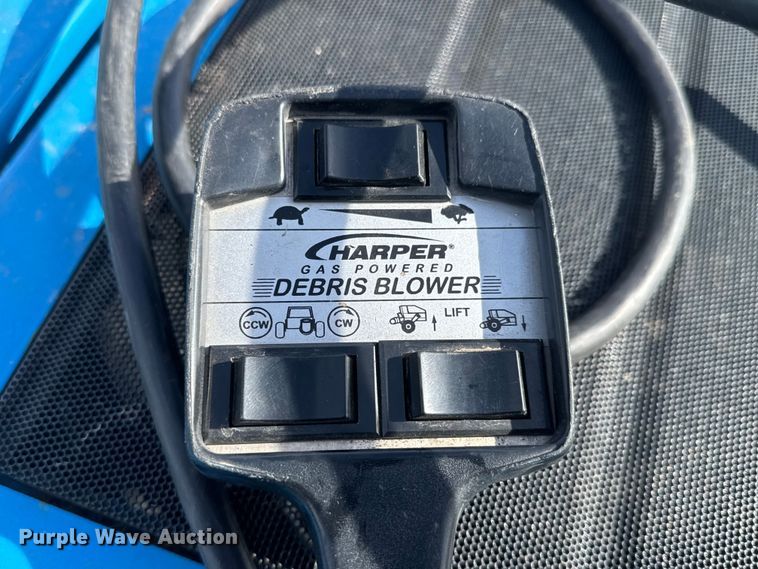 HARPER®
GAS POWERED
DEBRIS BLOWER
CCW CW LIFT
Purple Wave Auction®